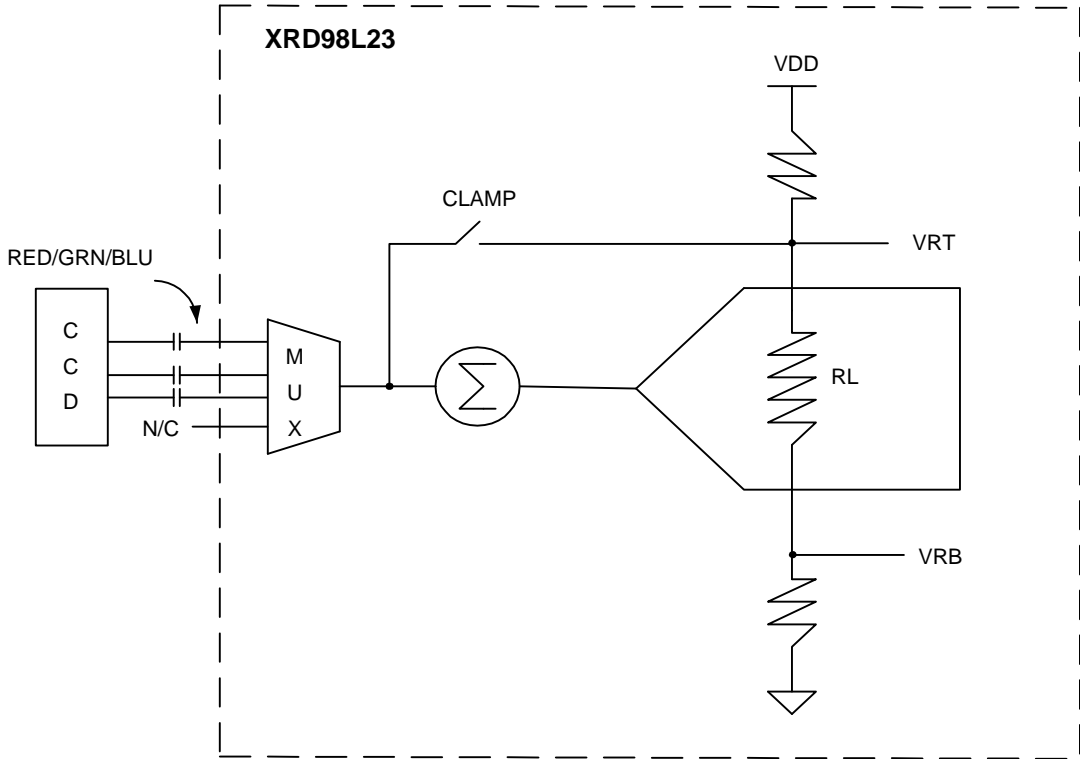 XRD98L23
VDD
CLAMP
VRT
RED/GRN/BLU
C
C
D
M
U
X
N/C
Σ
RL
VRB